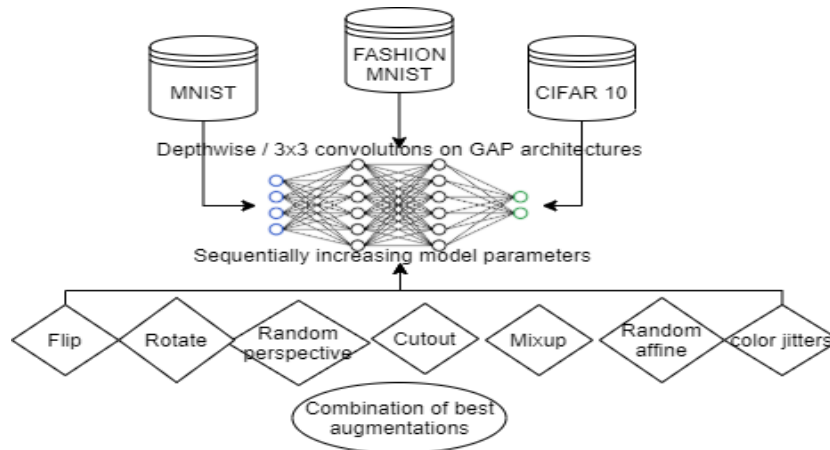 MNIST
FASHION
MNIST
CIFAR 10
Depthwise / 3x3 convolutions on GAP architectures
Sequentially increasing model parameters
Flip
Rotate
Random
perspective
Cutout
Mixup
Random
affine
color jitters
Combination of best
augmentations